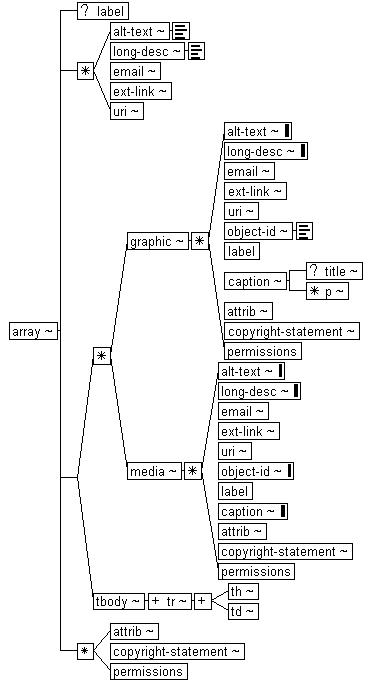 ? label
alt-text ~
long-desc ~
* email ~
ext-link ~
uri ~
alt-text ~
long-desc ~
email ~
ext-link ~
uri ~
graphic ~ * object-id ~
label
caption ~ ? title ~
* p ~
attrib ~
array ~ copyright-statement ~
* permissions
alt-text ~
long-desc ~
email ~
ext-link ~
uri ~
media ~ * object-id ~
label
caption ~
attrib ~
copyright-statement ~
permissions
tbody ~ + tr ~ + th ~
td ~
attrib ~
* copyright-statement ~
permissions